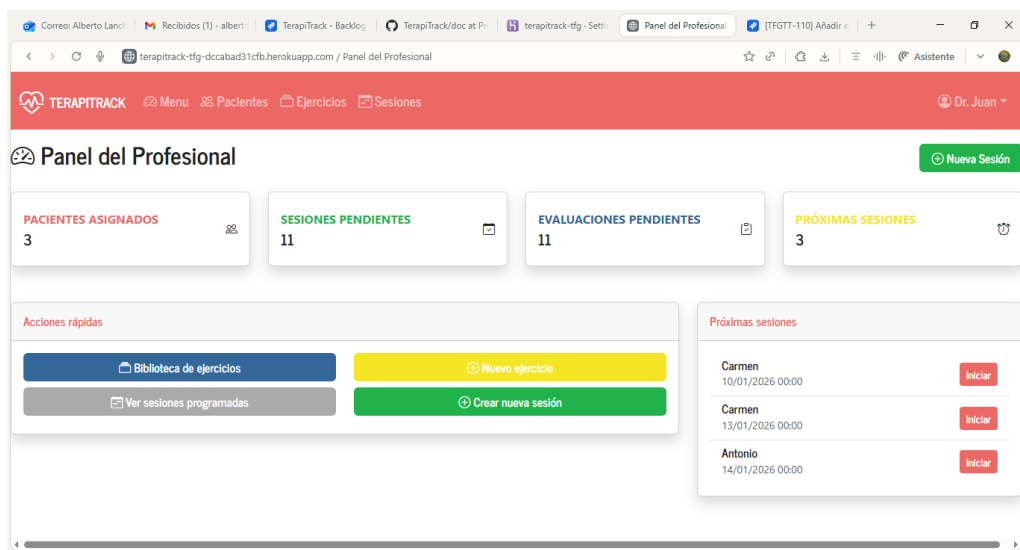 Correo: Alberto Lanch
Recibidos (1) - alberto
TerapiTrack - Backlog
TerapiTrack/doc at Pr
terapitrack-tfg · Setti
Panel del Profesional
[TFGTT-110] Añadir e
terapitrack-tfg-dccabad31cfb.herokuapp.com / Panel del Profesional
Asistente
TERAPITRACK Menu Pacientes Ejercicios Sesiones Dr. Juan
Panel del Profesional
Nueva Sesión
PACIENTES ASIGNADOS
3
SESIONES PENDIENTES
11
EVALUACIONES PENDIENTES
11
PRÓXIMAS SESIONES
3
Acciones rápidas
Biblioteca de ejercicios
Nuevo ejercicio
Ver sesiones programadas
Crear nueva sesión
Próximas sesiones
Carmen
10/01/2026 00:00
Iniciar
Carmen
13/01/2026 00:00
Iniciar
Antonio
14/01/2026 00:00
Iniciar